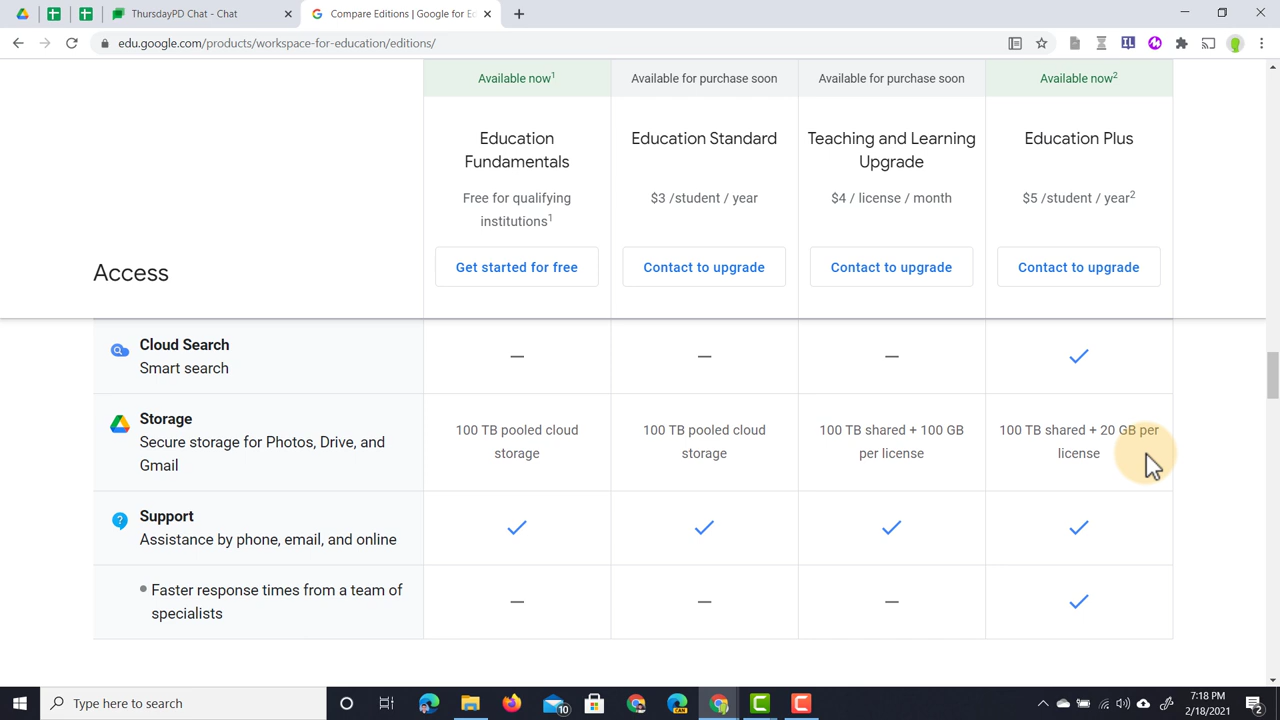 ThursdayPD Chat - Chat
Compare Editions | Google for Ed
edu.google.com/products/workspace-for-education/editions/
Available now1
Available for purchase soon
Available for purchase soon
Available now2
Education
Fundamentals
Education Standard
Teaching and Learning
Upgrade
Education Plus
Free for qualifying
institutions1
$3 /student / year
$4 / license / month
$5 /student / year2
Access
Get started for free
Contact to upgrade
Contact to upgrade
Contact to upgrade
Cloud Search
Smart search
Storage
Secure storage for Photos, Drive, and
Gmail
100 TB pooled cloud
storage
100 TB pooled cloud
storage
100 TB shared + 100 GB
per license
100 TB shared + 20 GB per
license
Support
Assistance by phone, email, and online
Faster response times from a team of
specialists
Type here to search
10
CAN
7:18 PM
2/18/2021
2
IL